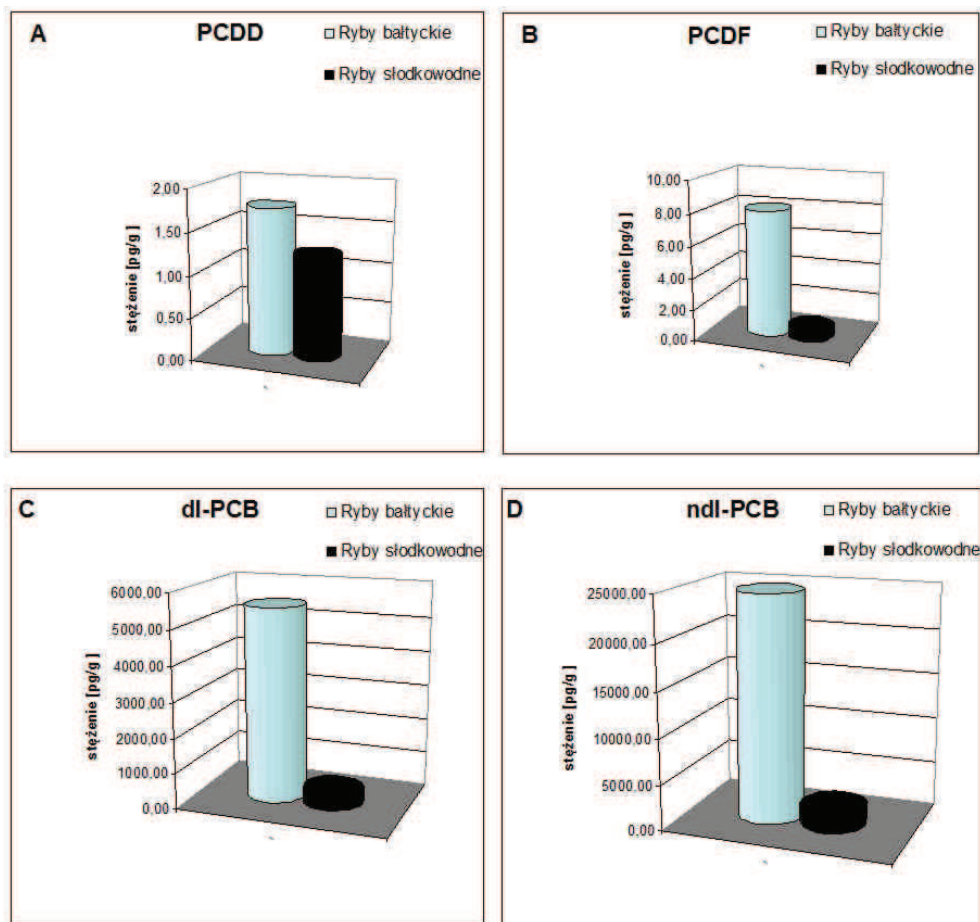 A
PCDD
Ryby bałtyckie
Ryby słodkowodne
stężenie [pg/g ]
2,00
1,50
1,00
0,50
0,00
B
PCDF
Ryby bałtyckie
Ryby słodkowodne
stężenie [pg/g ]
10,00
8,00
6,00
4,00
2,00
0,00
C
dl-PCB
Ryby bałtyckie
Ryby słodkowodne
stężenie [pg/g ]
6000,00
5000,00
4000,00
3000,00
2000,00
1000,00
0,00
D
ndl-PCB
Ryby bałtyckie
Ryby słodkowodne
stężenie [pg/g ]
25000,00
20000,00
15000,00
10000,00
5000,00
0,00